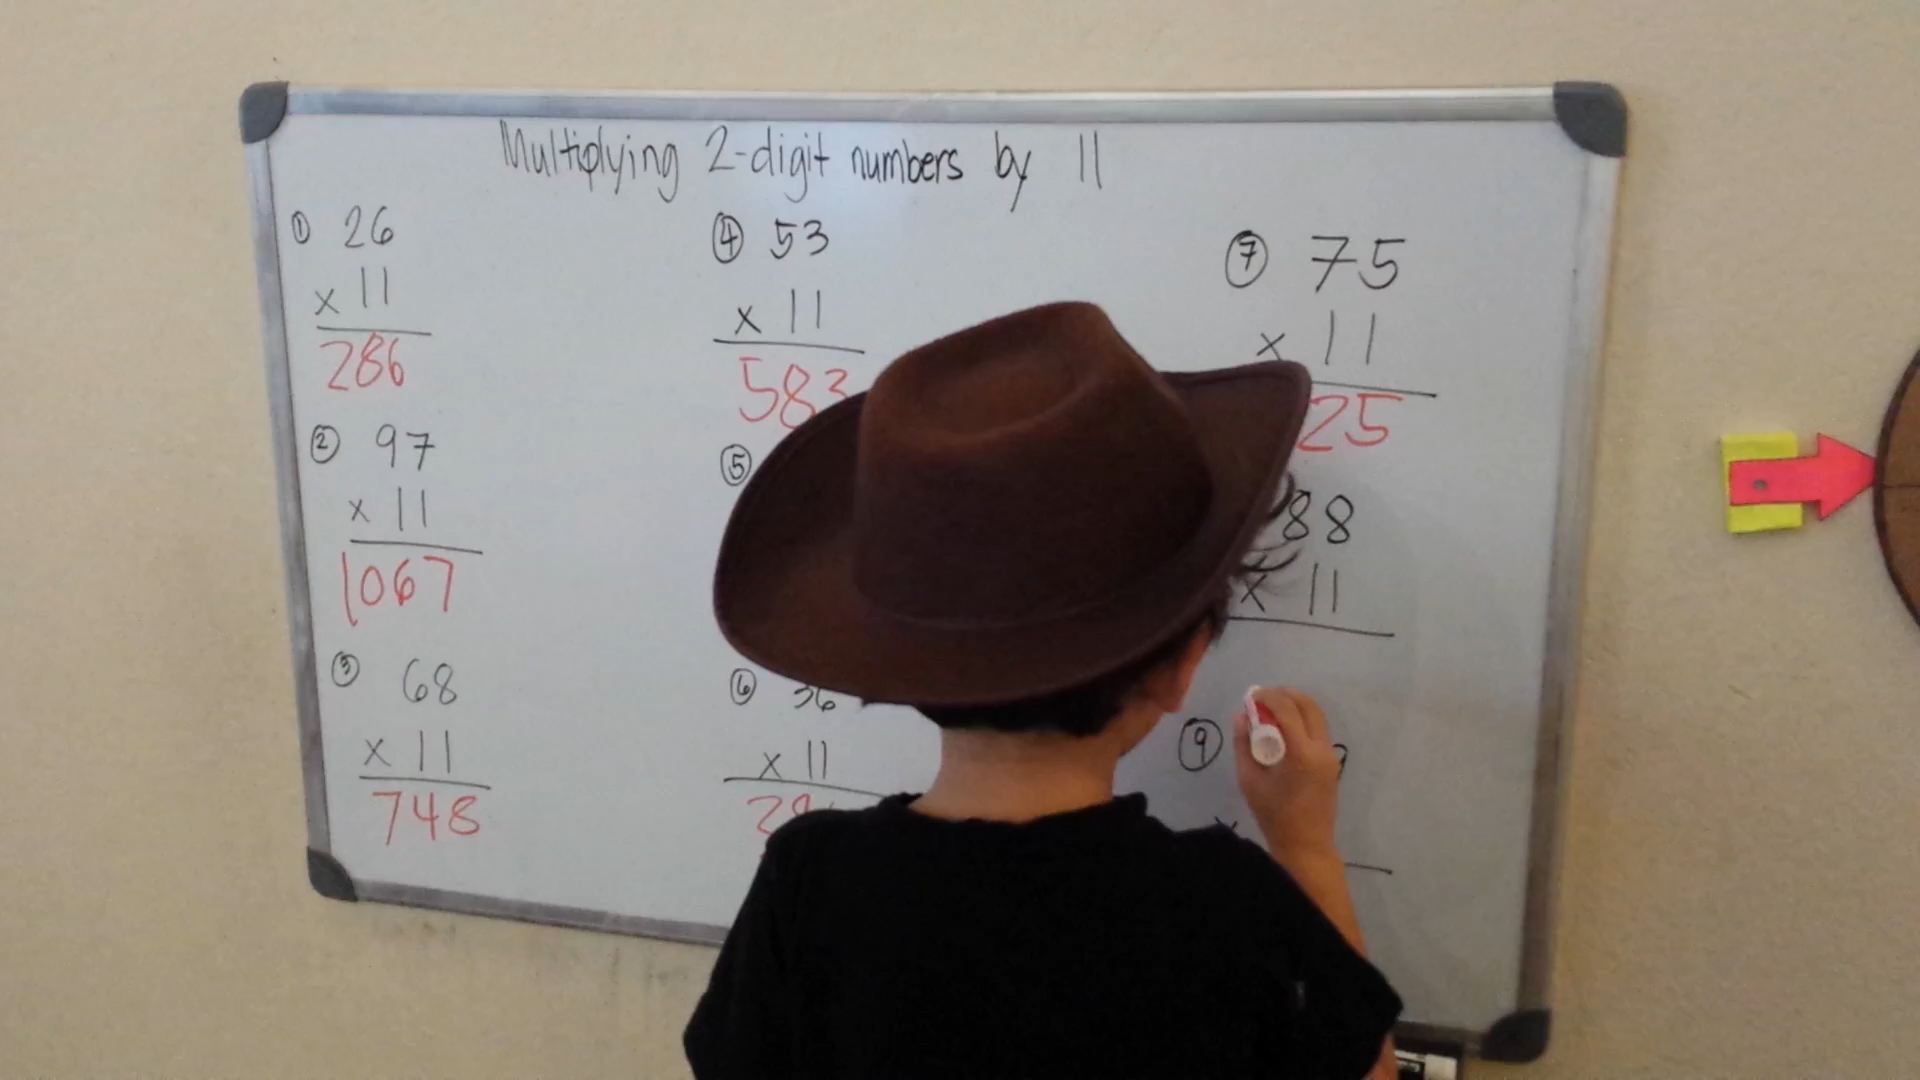 Multiplying 2-digit numbers by 11
① 26
x 11
286
② 97
x 11
1067
③ 68
x 11
748
④ 53
x 11
583
⑤
⑥ 36
x 11
⑦ 75
x 11
25
88
x 11
⑨
x